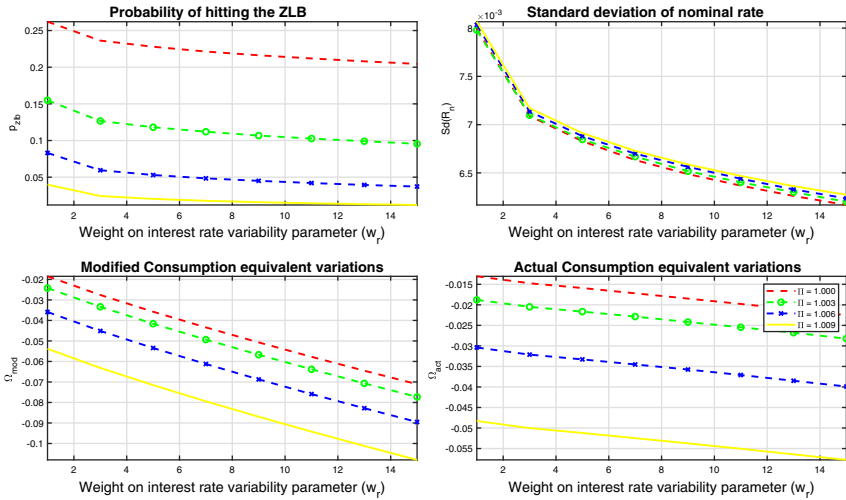 Probability of hitting the ZLB
0.25
0.2
0.15
0.1
0.05
p_zlb
2 4 6 8 10 12 14
Weight on interest rate variability parameter (w_r)
Standard deviation of nominal rate
×10^-3
8
7.5
7
6.5
Sd(R_n)
2 4 6 8 10 12 14
Weight on interest rate variability parameter (w_r)
Modified Consumption equivalent variations
-0.02
-0.03
-0.04
-0.05
-0.06
-0.07
-0.08
-0.09
-0.1
Ω_mod
2 4 6 8 10 12 14
Weight on interest rate variability parameter (w_r)
Actual Consumption equivalent variations
-0.015
-0.02
-0.025
-0.03
-0.035
-0.04
-0.045
-0.05
-0.055
Ω_act
Π = 1.000
Π = 1.003
Π = 1.006
Π = 1.009
2 4 6 8 10 12 14
Weight on interest rate variability parameter (w_r)